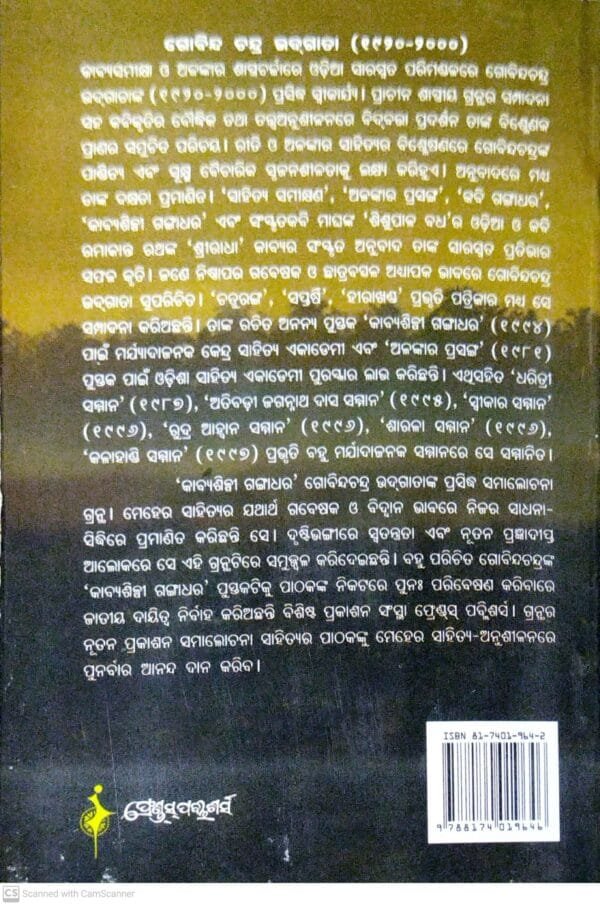 ଗୋବିନ୍ଦ ଚନ୍ଦ୍ର ଉଦ୍‌ଗାତା (୧୯୨୦-୨୦୦୦)
କାବ୍ୟସମୀକ୍ଷା ଓ ଅଳଙ୍କାର ଶାସ୍ତ୍ରଚର୍ଚ୍ଚାରେ ଓଡ଼ିଆ ସାରସ୍ୱତ ପରିମଣ୍ଡଳରେ ଗୋବିନ୍ଦଚନ୍ଦ୍ର
ଉଦ୍‌ଗାତାଙ୍କ (୧୯୨୦-୨୦୦୦) ପ୍ରସିଦ୍ଧି ସ୍ୱୀକାର୍ଯ୍ୟ। ପ୍ରାଚୀନ ଶାସ୍ତ୍ରୀୟ ଗ୍ରନ୍ଥର ସମ୍ପାଦନା
ସହ କବିକୃତିର ମୌଳିକ ତଥା ତତ୍ତ୍ୱଅନୁଶୀଳନରେ ବିଦ୍‌ବତ୍ତା ପ୍ରଦର୍ଶନ ତାଙ୍କ ବିଶ୍ଳେଷକ
ପ୍ରାଣର ସମୁଚିତ ପରିଚୟ। ରୀତି ଓ ଅଳଙ୍କାର ସାହିତ୍ୟର ବିଶ୍ଳେଷଣରେ ଗୋବିନ୍ଦଚନ୍ଦ୍ରଙ୍କ
ପାଣ୍ଡିତ୍ୟ ଏବଂ ସୂକ୍ଷ୍ମ ବୈଚାରିକ ସୃଜନଶୀଳତାକୁ ଲକ୍ଷ୍ୟ କରିହୁଏ। ଅନୁବାଦରେ ମଧ୍ୟ
ତାଙ୍କ ଦକ୍ଷତା ପ୍ରମାଣିତ। ‘ସାହିତ୍ୟ ସମୀକ୍ଷଣ’, ‘ଅଳଙ୍କାର ପ୍ରସଙ୍ଗ’, ‘କବି ଗଙ୍ଗାଧର’,
‘କାବ୍ୟଶିଳ୍ପୀ ଗଙ୍ଗାଧର’ ଏବଂ ସଂସ୍କୃତକବି ମାଘଙ୍କ ‘ଶିଶୁପାଳ ବଧ’ର ଓଡ଼ିଆ ଓ କବି
ରମାକାନ୍ତ ରଥଙ୍କ ‘ଶ୍ରୀରାଧା’ କାବ୍ୟର ସଂସ୍କୃତ ଅନୁବାଦ ତାଙ୍କ ସାରସ୍ୱତ ପ୍ରତିଭାର
ସଫଳ କୃତି। ଜଣେ ନିଷ୍ଠାପର ଗବେଷକ ଓ ଛାତ୍ରବତ୍ସଳ ଅଧ୍ୟାପକ ଭାବରେ ଗୋବିନ୍ଦଚନ୍ଦ୍ର
ଉଦ୍‌ଗାତା ସୁପରିଚିତ। ‘ଚତୁରଙ୍ଗ’, ‘ସପ୍ତର୍ଷି’, ‘ହୀରାଖଣ୍ଡ’ ପ୍ରଭୃତି ପତ୍ରିକାର ମଧ୍ୟ ସେ
ସମ୍ପାଦନା କରିଅଛନ୍ତି। ତାଙ୍କ ରଚିତ ଅନନ୍ୟ ପୁସ୍ତକ ‘କାବ୍ୟଶିଳ୍ପୀ ଗଙ୍ଗାଧର’ (୧୯୯୪)
ପାଇଁ ମର୍ଯ୍ୟାଦାଜନକ କେନ୍ଦ୍ର ସାହିତ୍ୟ ଏକାଡେମୀ ଏବଂ ‘ଅଳଙ୍କାର ପ୍ରସଙ୍ଗ’ (୧୯୮୧)
ପୁସ୍ତକ ପାଇଁ ଓଡ଼ିଶା ସାହିତ୍ୟ ଏକାଡେମୀ ପୁରସ୍କାର ଲାଭ କରିଛନ୍ତି। ଏଥିସହିତ ‘ଧରିତ୍ରୀ
ସମ୍ମାନ’ (୧୯୮୭), ‘ଅତିବଡ଼ୀ ଜଗନ୍ନାଥ ଦାସ ସମ୍ମାନ’ (୧୯୯୫), ‘ସ୍ୱୀକାର ସମ୍ମାନ’
(୧୯୯୬), ‘ରୁଦ୍ର ଆହ୍ୱାନ ସମ୍ମାନ’ (୧୯୯୬), ‘ଶାରଳା ସମ୍ମାନ’ (୧୯୯୬),
‘କଳାହାଣ୍ଡି ସମ୍ମାନ’ (୧୯୯୭) ପ୍ରଭୃତି ବହୁ ମର୍ଯାଦାଜନକ ସମ୍ମାନରେ ସେ ସମ୍ମାନିତ।
‘କାବ୍ୟଶିଳ୍ପୀ ଗଙ୍ଗାଧର’ ଗୋବିନ୍ଦଚନ୍ଦ୍ର ଉଦ୍‌ଗାତାଙ୍କ ପ୍ରସିଦ୍ଧ ସମାଲୋଚନା
ଗ୍ରନ୍ଥ। ମେହେର ସାହିତ୍ୟର ଯଥାର୍ଥ ଗବେଷକ ଓ ବିଦ୍ୱାନ ଭାବରେ ନିଜର ସାଧନା-
ସିଦ୍ଧିରେ ପ୍ରମାଣିତ କରିଛନ୍ତି ସେ। ଦୃଷ୍ଟିଭଙ୍ଗୀରେ ସ୍ୱତନ୍ତ୍ରତା ଏବଂ ନୂତନ ପ୍ରଜ୍ଞାଦୀପ୍ତ
ଆଲୋକରେ ସେ ଏହି ଗ୍ରନ୍ଥଟିରେ ସମୁଜ୍ଜ୍ୱଳ କରିଦେଇଛନ୍ତି। ବହୁ ପରିଚିତ ଗୋବିନ୍ଦଚନ୍ଦ୍ରଙ୍କ
‘କାବ୍ୟଶିଳ୍ପୀ ଗଙ୍ଗାଧର’ ପୁସ୍ତକଟିକୁ ପାଠକଙ୍କ ନିକଟରେ ପୁନଃ ପରିବେଷଣ କରିବାରେ
ଜାତୀୟ ଦାୟିତ୍ୱ ନିର୍ବାହ କରିଅଛନ୍ତି ବିଶିଷ୍ଟ ପ୍ରକାଶନ ସଂସ୍ଥା ଫ୍ରେଣ୍ଡସ୍ ପବ୍ଳିଶର୍ସ। ଗ୍ରନ୍ଥର
ନୂତନ ପ୍ରକାଶନ ସମାଲୋଚନା ସାହିତ୍ୟର ପାଠକଙ୍କୁ ମେହେର ସାହିତ୍ୟ-ଅନୁଶୀଳନରେ
ପୁନର୍ବାର ଆନନ୍ଦ ଦାନ କରିବ।
ISBN 81-7401-964-2
9 788174 019646
ଫ୍ରେଣ୍ଡସ୍ ପବ୍ଳିଶର୍ସ
CS Scanned with CamScanner